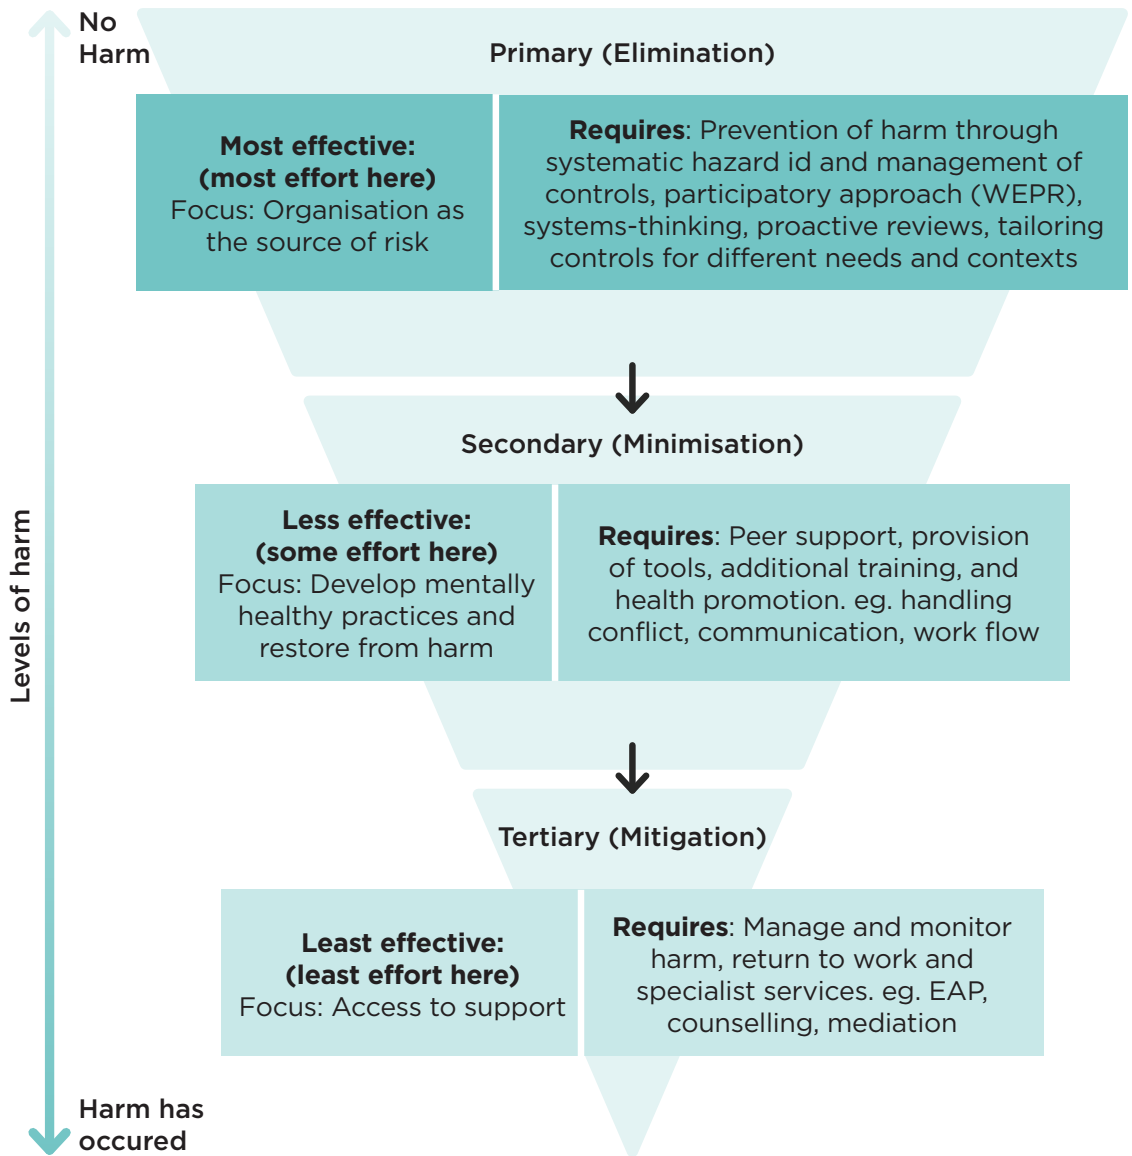 No
Harm
Primary (Elimination)
Most effective:
(most effort here)
Focus: Organisation as
the source of risk
Requires: Prevention of harm through
systematic hazard id and management of
controls, participatory approach (WEPR),
systems-thinking, proactive reviews, tailoring
controls for different needs and contexts
Secondary (Minimisation)
Less effective:
(some effort here)
Focus: Develop mentally
healthy practices and
restore from harm
Requires: Peer support, provision
of tools, additional training, and
health promotion. eg. handling
conflict, communication, work flow
Levels of harm
Tertiary (Mitigation)
Least effective:
(least effort here)
Focus: Access to support
Requires: Manage and monitor
harm, return to work and
specialist services. eg. EAP,
counselling, mediation
Harm has
occured